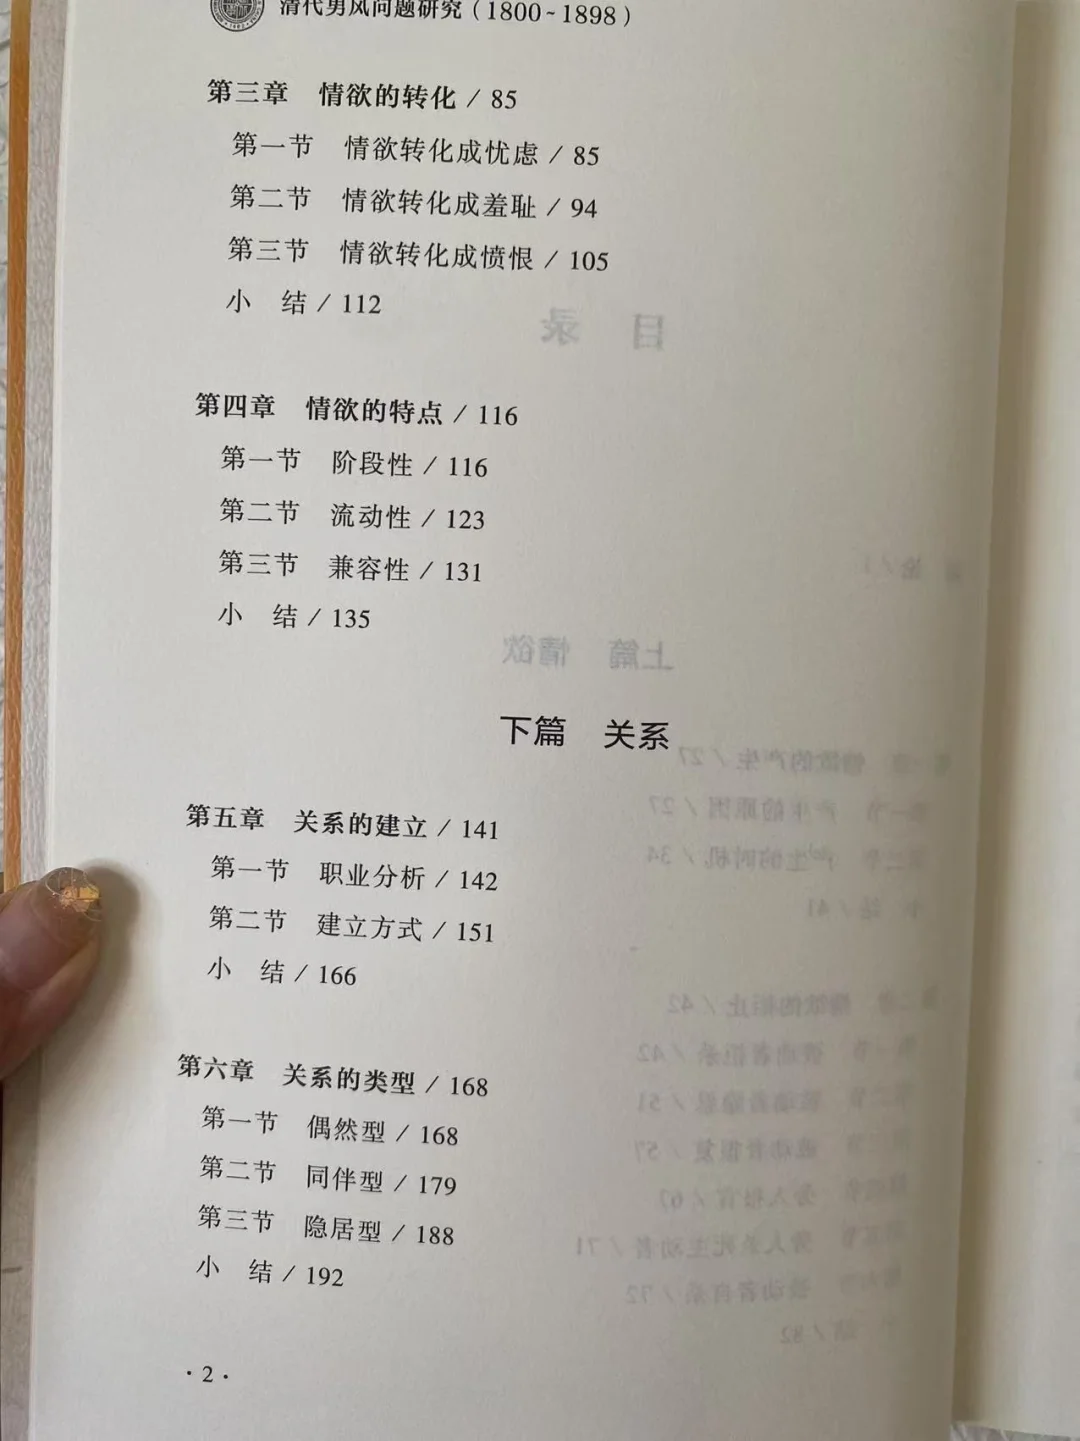 清代男风问题研究（1800~1898）
第三章 情欲的转化 / 85
第一节 情欲转化成忧虑 / 85
第二节 情欲转化成羞耻 / 94
第三节 情欲转化成愤恨 / 105
小 结 / 112
第四章 情欲的特点 / 116
第一节 阶段性 / 116
第二节 流动性 / 123
第三节 兼容性 / 131
小 结 / 135
下篇 关系
第五章 关系的建立 / 141
第一节 职业分析 / 142
第二节 建立方式 / 151
小 结 / 166
第六章 关系的类型 / 168
第一节 偶然型 / 168
第二节 同伴型 / 179
第三节 隐居型 / 188
小 结 / 192
· 2 ·